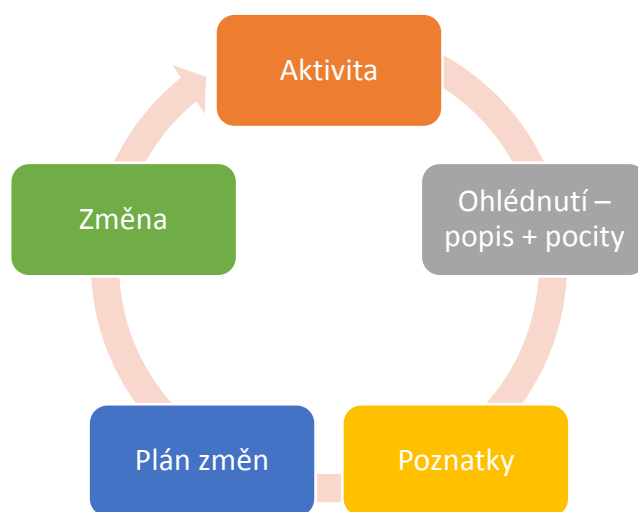 Aktivita
Ohlédnutí –
popis + pocity
Poznatky
Plán změn
Změna